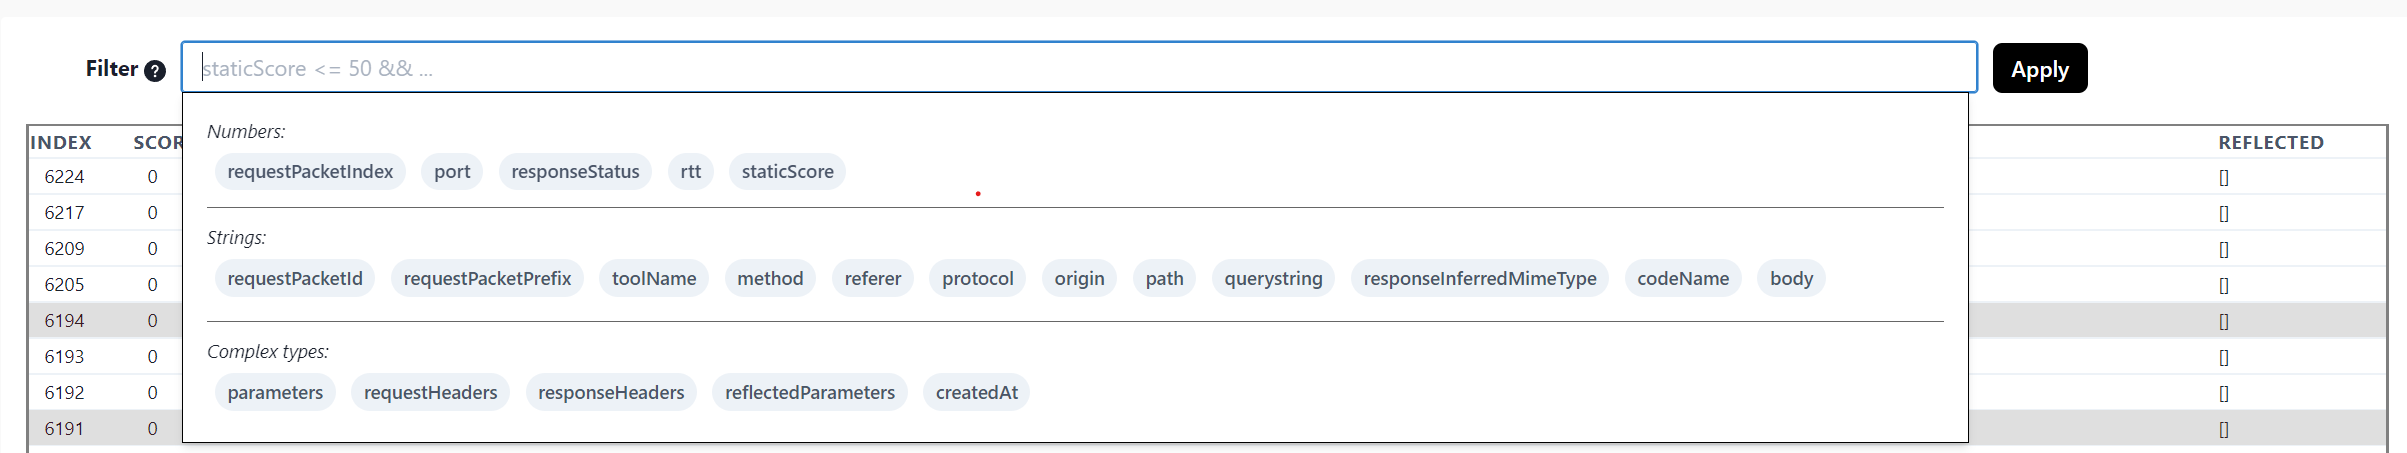 Filter ? staticScore <= 50 && ... Apply
Numbers:
INDEX SCOR REFLECTED
requestPacketIndex port responseStatus rtt staticScore
6224 0 []
6217 0 []
Strings:
6209 0 []
requestPacketId requestPacketPrefix toolName method referer protocol origin path querystring responseInferredMimeType codeName body
6205 0 []
6194 0 []
Complex types:
6193 0 []
parameters requestHeaders responseHeaders reflectedParameters createdAt
6192 0 []
6191 0 []